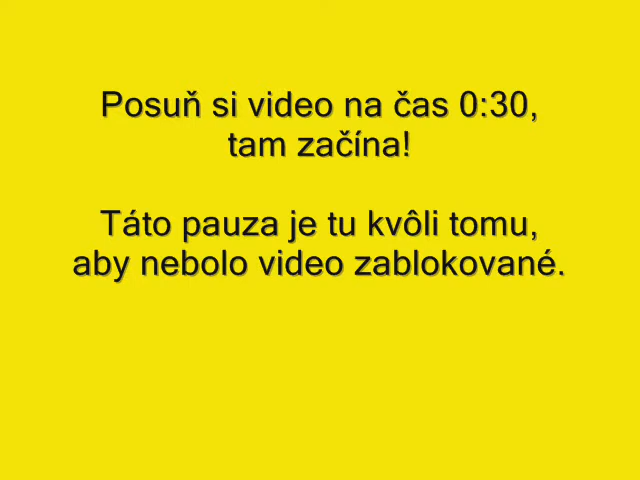 Posuň si video na čas 0:30,
tam začína!
Táto pauza je tu kvôli tomu,
aby nebolo video zablokované.